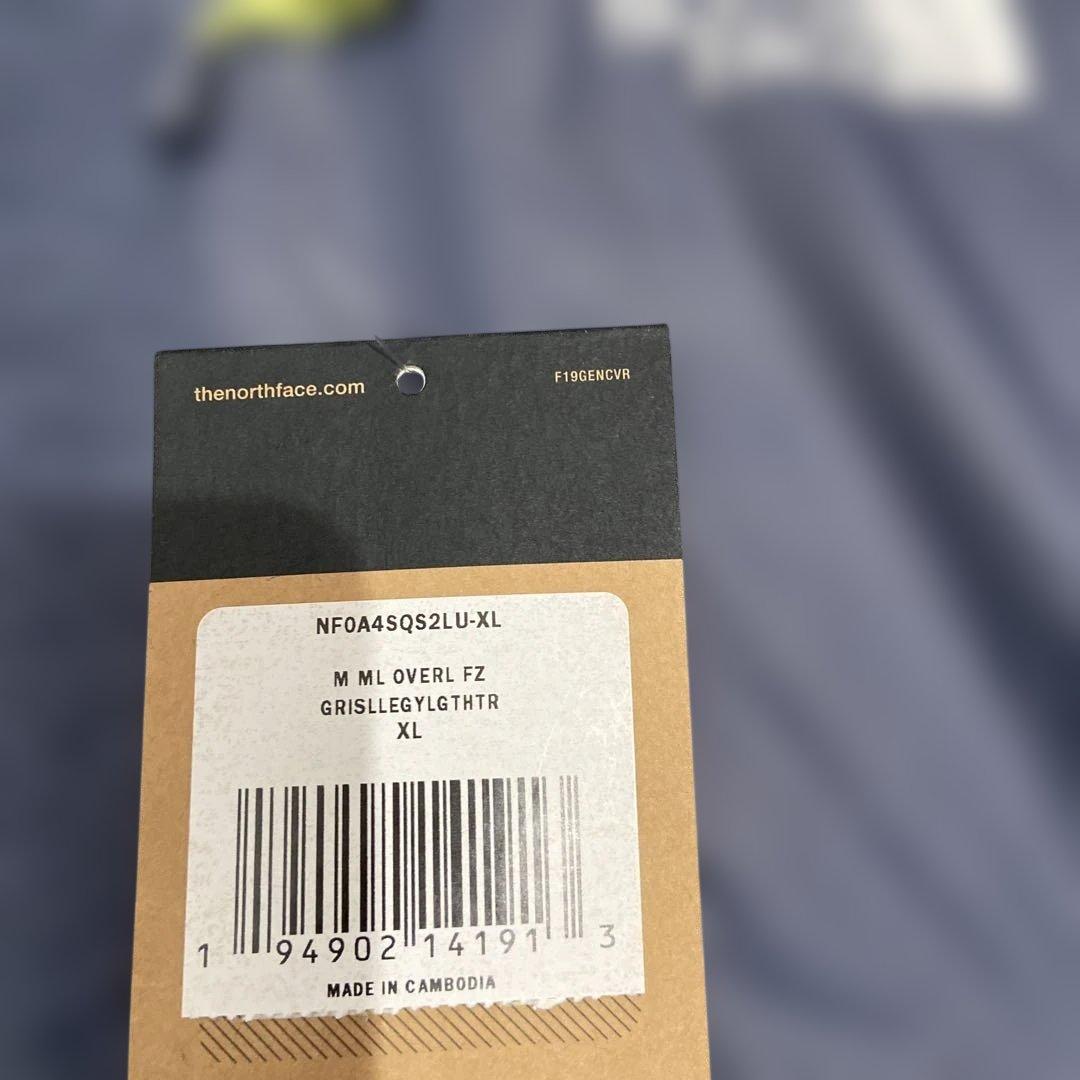 thenorthface.com
F19GENCVR
NF0A4SQS2LU-XL
M ML OVERL FZ
GRISLLEGYLGTHTR
XL
1 94902 14191 3
MADE IN CAMBODIA